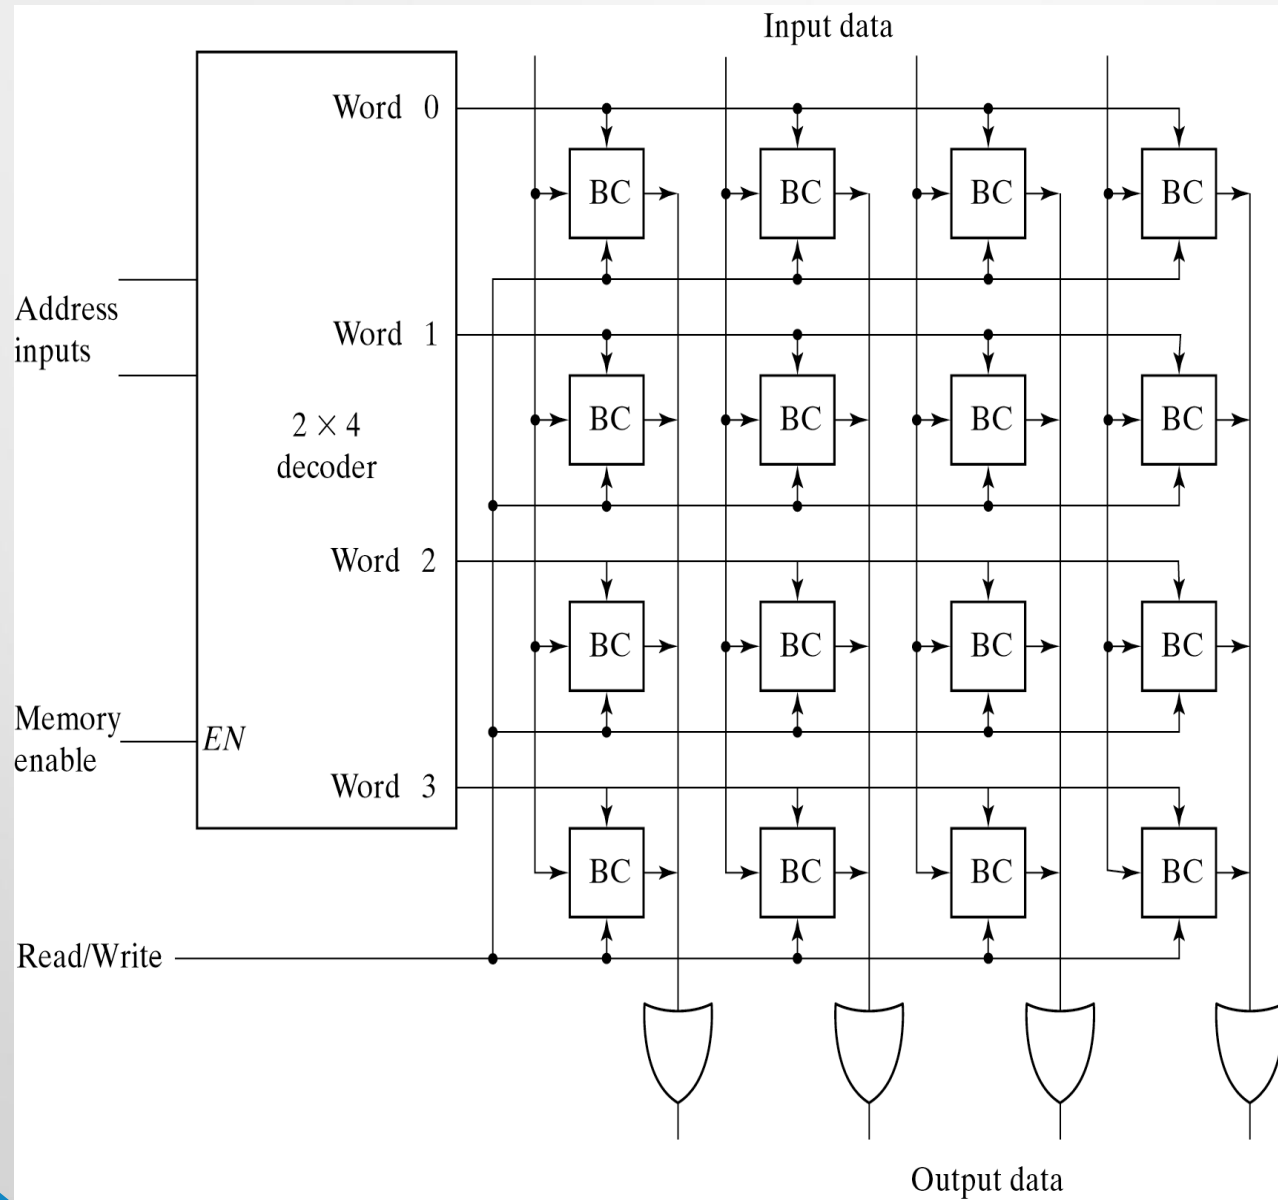 Input data
Word 0
BC BC BC BC
Address
inputs
Word 1
2 × 4
decoder
BC BC BC BC
Word 2
BC BC BC BC
Memory
enable
EN
Word 3
BC BC BC BC
Read/Write
Output data